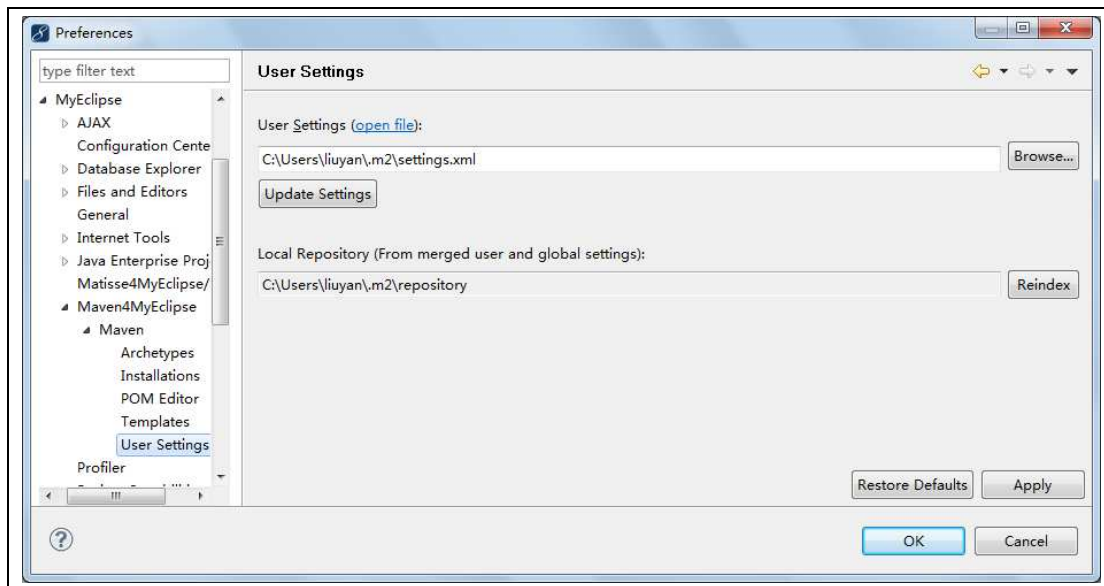 Preferences
type filter text
MyEclipse
AJAX
Configuration Cente
Database Explorer
Files and Editors
General
Internet Tools
Java Enterprise Proj
Matisse4MyEclipse/
Maven4MyEclipse
Maven
Archetypes
Installations
POM Editor
Templates
User Settings
Profiler
User Settings
User Settings (open file):
C:\Users\liuyan\.m2\settings.xml
Browse...
Update Settings
Local Repository (From merged user and global settings):
C:\Users\liuyan\.m2\repository
Reindex
Restore Defaults
Apply
OK
Cancel